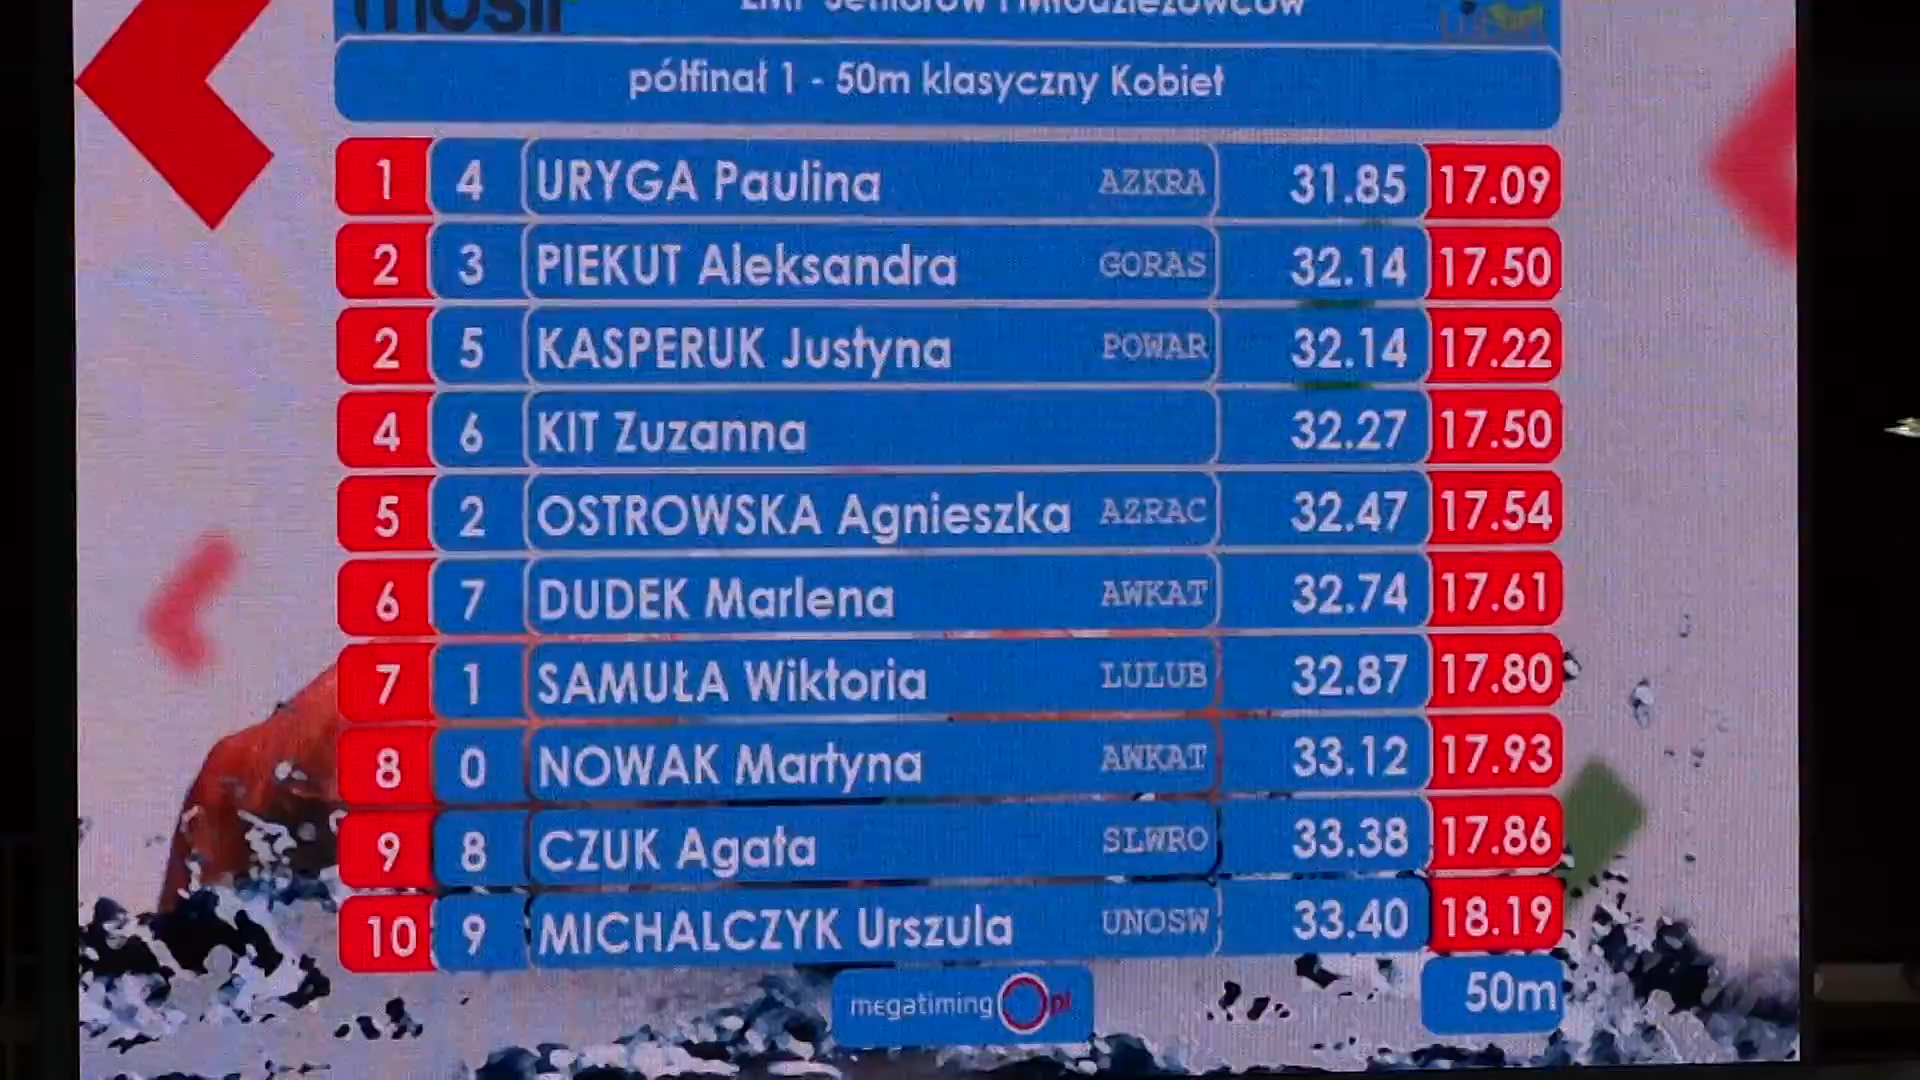 mosir
ZMP Seniorów i Młodzieżowców
półfinał 1 - 50m klasyczny Kobiet
1 4 URYGA Paulina AZKRA 31.85 17.09
2 3 PIEKUT Aleksandra GORAS 32.14 17.50
2 5 KASPERUK Justyna POWAR 32.14 17.22
4 6 KIT Zuzanna 32.27 17.50
5 2 OSTROWSKA Agnieszka AZRAC 32.47 17.54
6 7 DUDEK Marlena AWKAT 32.74 17.61
7 1 SAMUŁA Wiktoria LULUB 32.87 17.80
8 0 NOWAK Martyna AWKAT 33.12 17.93
9 8 CZUK Agata SLWRO 33.38 17.86
10 9 MICHALCZYK Urszula UNOSW 33.40 18.19
megatiming pl
50m